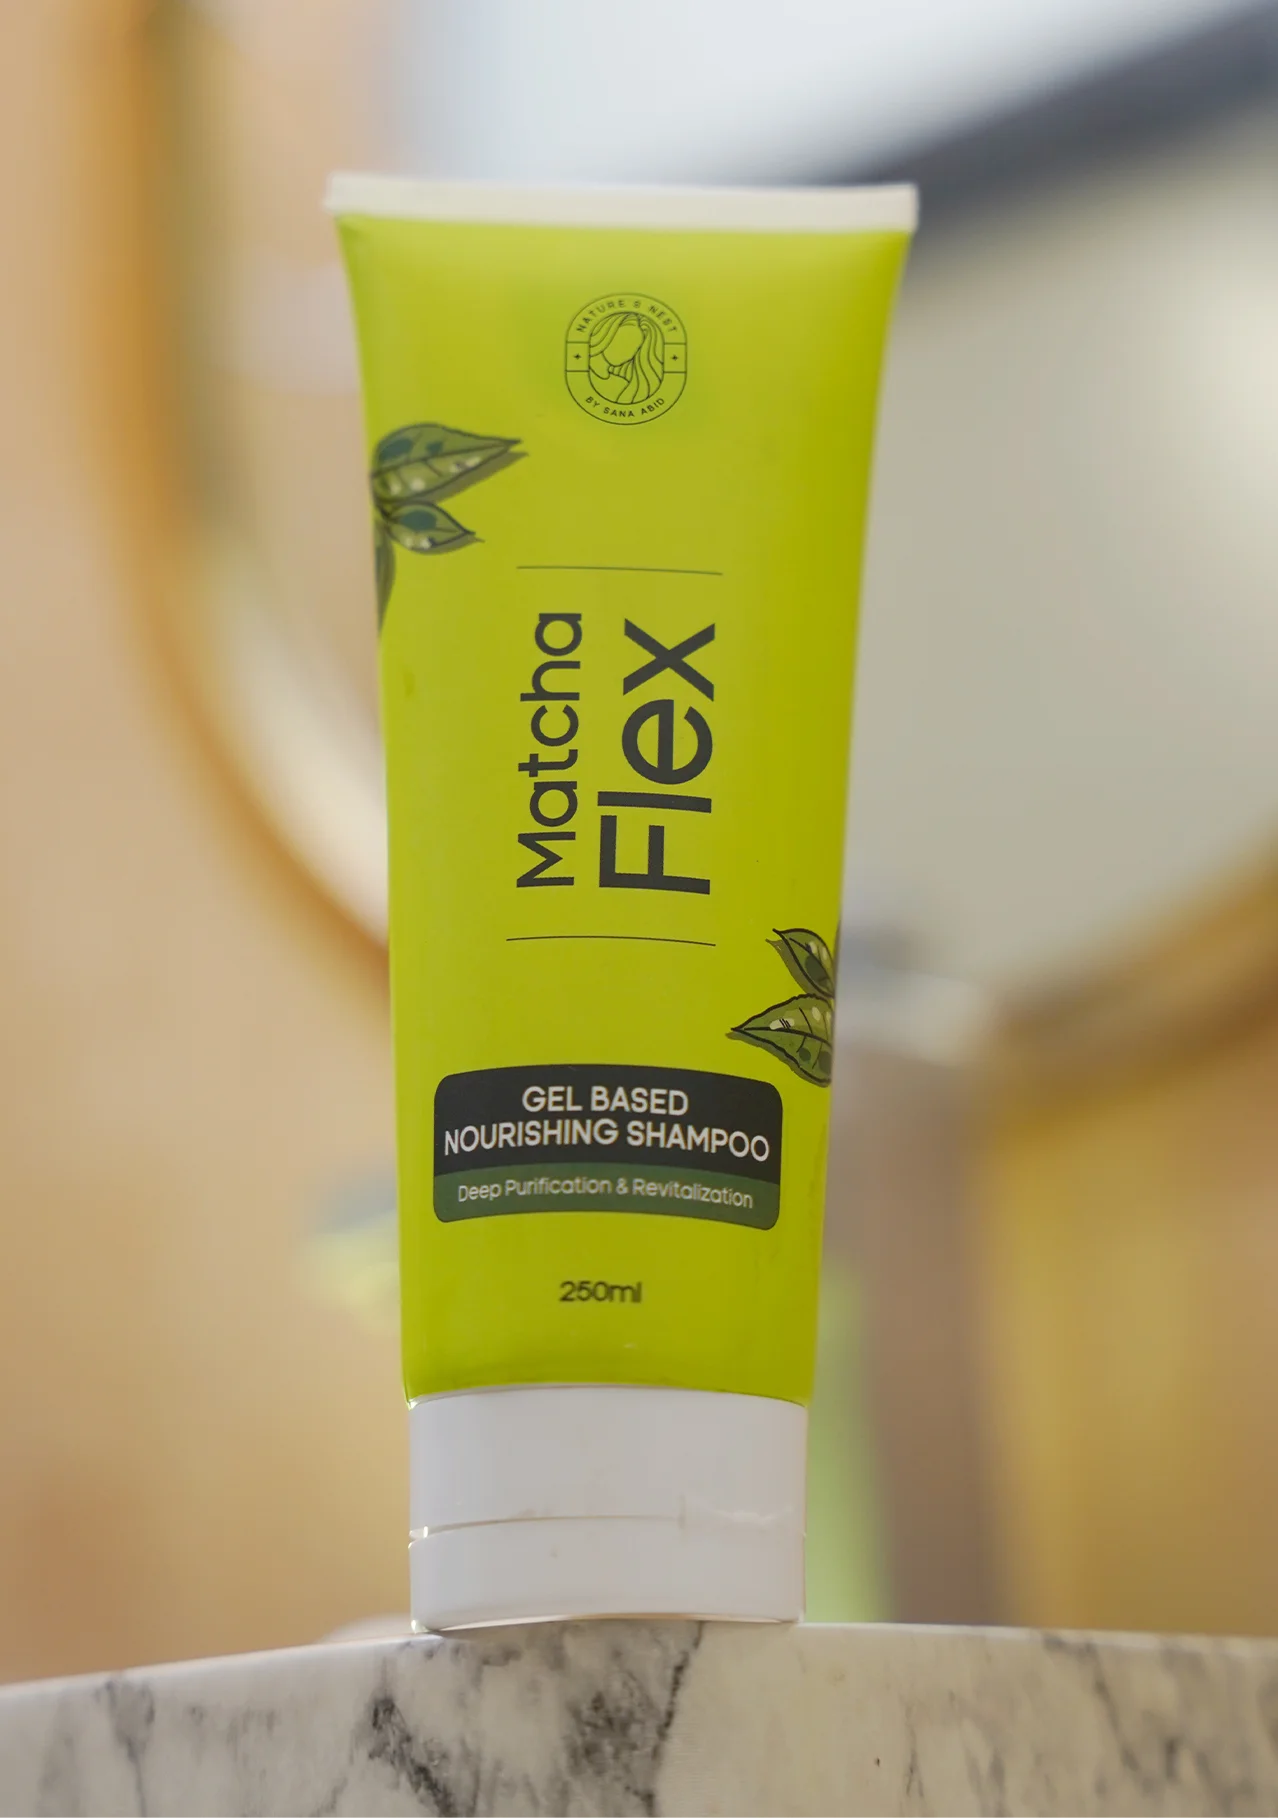 NATURE & NEST
BY SANA ABID
Matcha
Flex
GEL BASED
NOURISHING SHAMPOO
Deep Purification & Revitalization
250ml